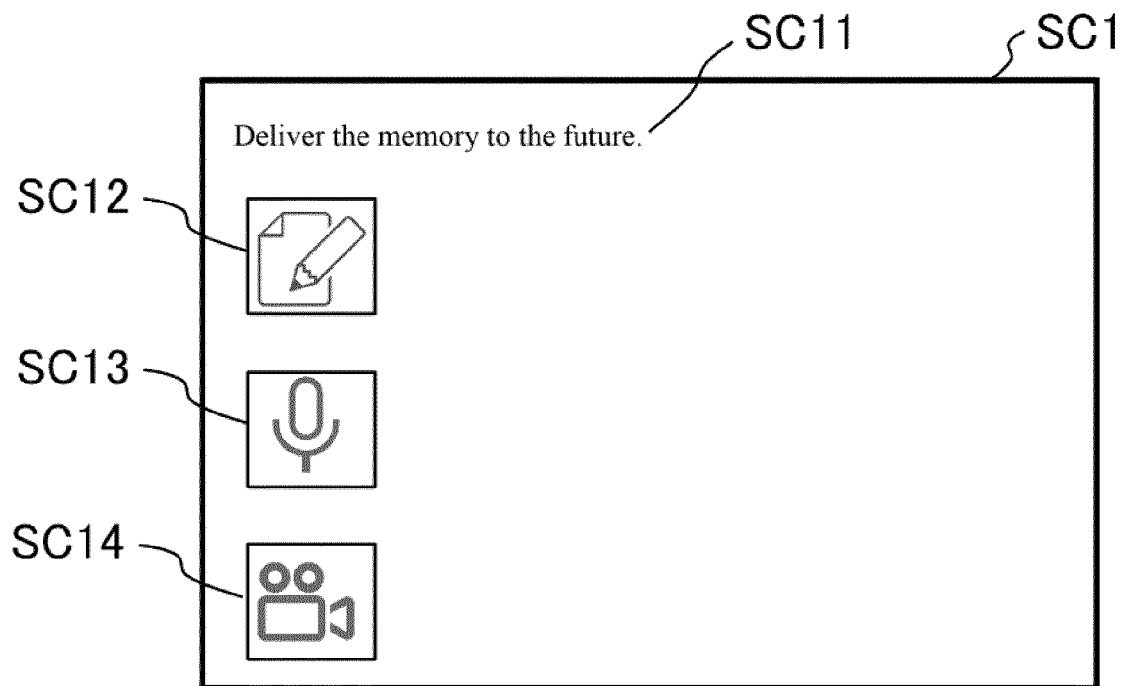 SC11
SC1
Deliver the memory to the future.
SC12
SC13
SC14